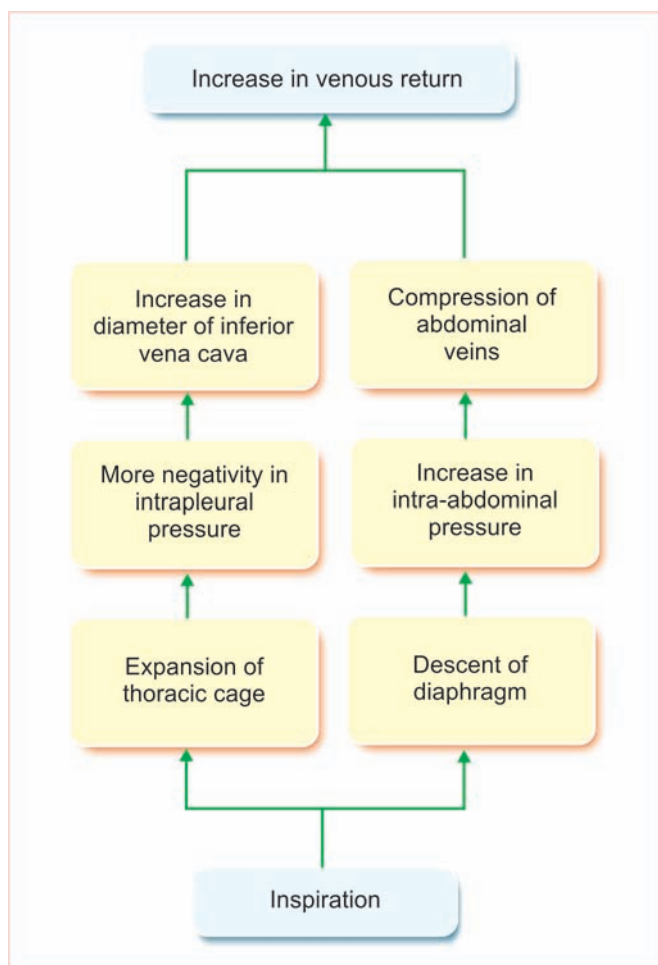 Increase in venous return
Increase in
diameter of inferior
vena cava
Compression of
abdominal
veins
More negativity in
intrapleural
pressure
Increase in
intra-abdominal
pressure
Expansion of
thoracic cage
Descent of
diaphragm
Inspiration